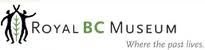 ROYAL BC MUSEUM
Where the past lives.